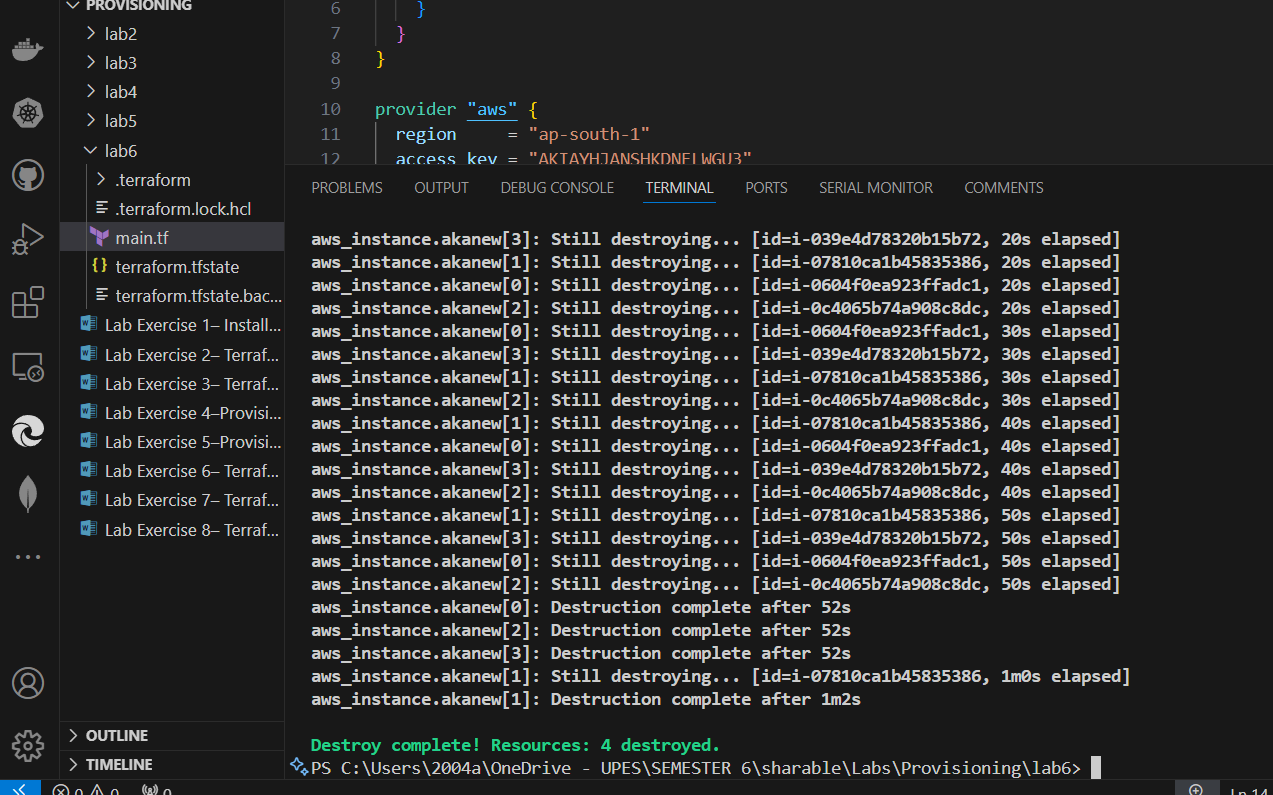 PROVISIONING
lab2
lab3
lab4
lab5
lab6
.terraform
.terraform.lock.hcl
main.tf
terraform.tfstate
terraform.tfstate.bac...
Lab Exercise 1– Install...
Lab Exercise 2– Terraf...
Lab Exercise 3– Terraf...
Lab Exercise 4–Provisi...
Lab Exercise 5–Provisi...
Lab Exercise 6– Terraf...
Lab Exercise 7– Terraf...
Lab Exercise 8– Terraf...
OUTLINE
TIMELINE
6 }
7 }
8 }
9
10 provider "aws" {
11 region = "ap-south-1"
12 access_key =
PROBLEMS OUTPUT DEBUG CONSOLE TERMINAL PORTS SERIAL MONITOR COMMENTS
aws_instance.akanew[3]: Still destroying... [id=i-039e4d78320b15b72, 20s elapsed]
aws_instance.akanew[1]: Still destroying... [id=i-07810ca1b45835386, 20s elapsed]
aws_instance.akanew[0]: Still destroying... [id=i-0604f0ea923ffadc1, 20s elapsed]
aws_instance.akanew[2]: Still destroying... [id=i-0c4065b74a908c8dc, 20s elapsed]
aws_instance.akanew[0]: Still destroying... [id=i-0604f0ea923ffadc1, 30s elapsed]
aws_instance.akanew[3]: Still destroying... [id=i-039e4d78320b15b72, 30s elapsed]
aws_instance.akanew[1]: Still destroying... [id=i-07810ca1b45835386, 30s elapsed]
aws_instance.akanew[2]: Still destroying... [id=i-0c4065b74a908c8dc, 30s elapsed]
aws_instance.akanew[1]: Still destroying... [id=i-07810ca1b45835386, 40s elapsed]
aws_instance.akanew[0]: Still destroying... [id=i-0604f0ea923ffadc1, 40s elapsed]
aws_instance.akanew[3]: Still destroying... [id=i-039e4d78320b15b72, 40s elapsed]
aws_instance.akanew[2]: Still destroying... [id=i-0c4065b74a908c8dc, 40s elapsed]
aws_instance.akanew[1]: Still destroying... [id=i-07810ca1b45835386, 50s elapsed]
aws_instance.akanew[3]: Still destroying... [id=i-039e4d78320b15b72, 50s elapsed]
aws_instance.akanew[0]: Still destroying... [id=i-0604f0ea923ffadc1, 50s elapsed]
aws_instance.akanew[2]: Still destroying... [id=i-0c4065b74a908c8dc, 50s elapsed]
aws_instance.akanew[0]: Destruction complete after 52s
aws_instance.akanew[2]: Destruction complete after 52s
aws_instance.akanew[3]: Destruction complete after 52s
aws_instance.akanew[1]: Still destroying... [id=i-07810ca1b45835386, 1m0s elapsed]
aws_instance.akanew[1]: Destruction complete after 1m2s
Destroy complete! Resources: 4 destroyed.
PS C:\Users\2004a\OneDrive - UPES\SEMESTER 6\sharable\Labs\Provisioning\lab6>
0 0 0 Ln 14